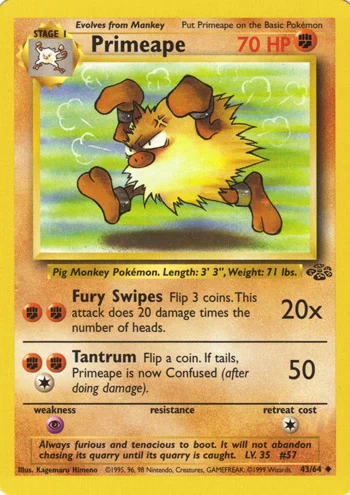 Evolves from Mankey Put Primeape on the Basic Pokémon
STAGE 1
Primeape 70 HP
Pig Monkey Pokémon. Length: 3' 3", Weight: 71 lbs.
Fury Swipes Flip 3 coins. This
attack does 20 damage times the
number of heads.
20x
Tantrum Flip a coin. If tails,
Primeape is now Confused (after
doing damage).
50
weakness resistance retreat cost
Always furious and tenacious to boot. It will not abandon
chasing its quarry until its quarry is caught. LV. 35 #57
Illus. Kagemaru Himeno ©1995, 96, 98 Nintendo, Creatures, GAMEFREAK. ©1999 Wizards. 43/64